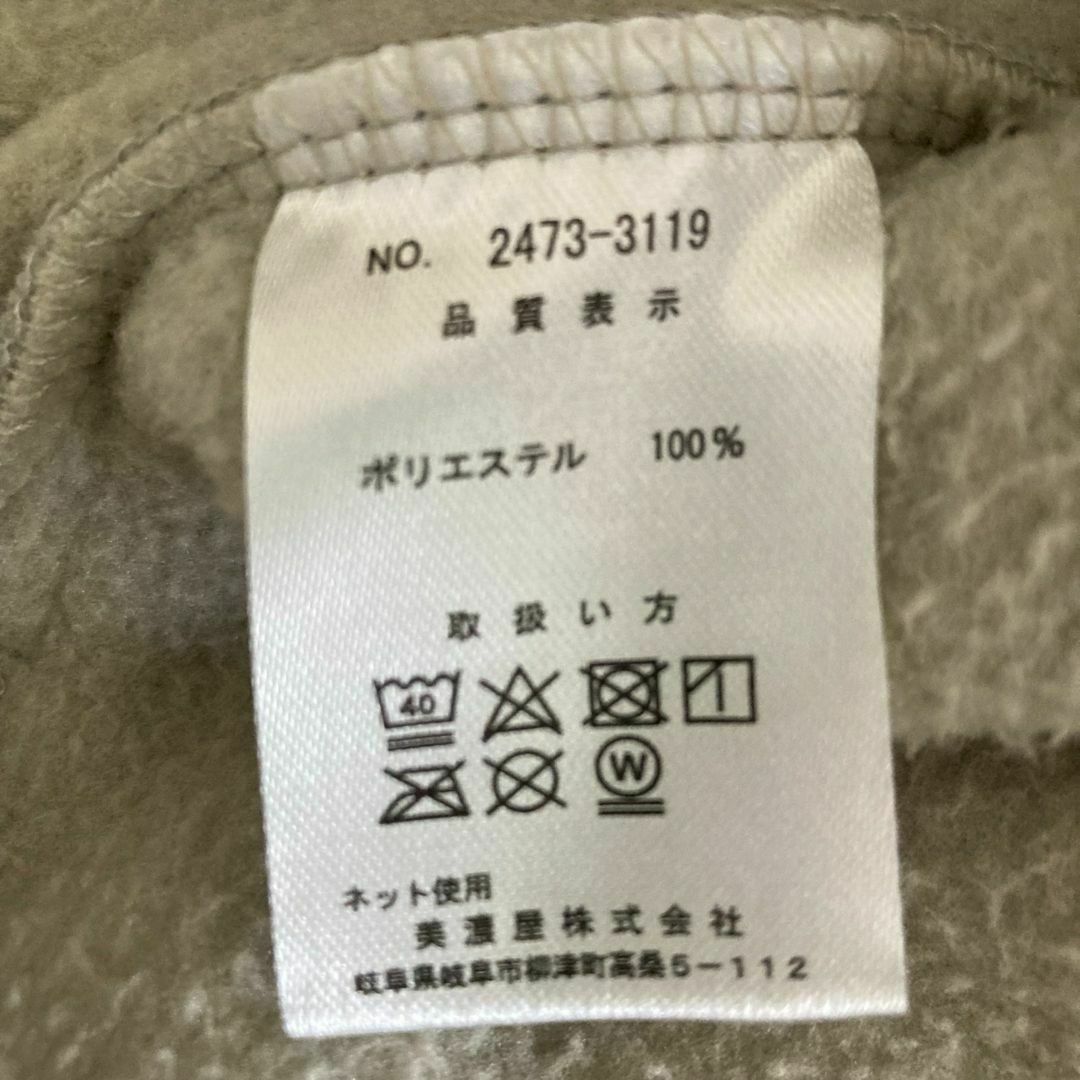 NO. 2473-3119
品質表示
ポリエステル 100%
取扱い方
40
W
ネット使用
美濃屋株式会社
岐阜県岐阜市柳津町高桑5-112